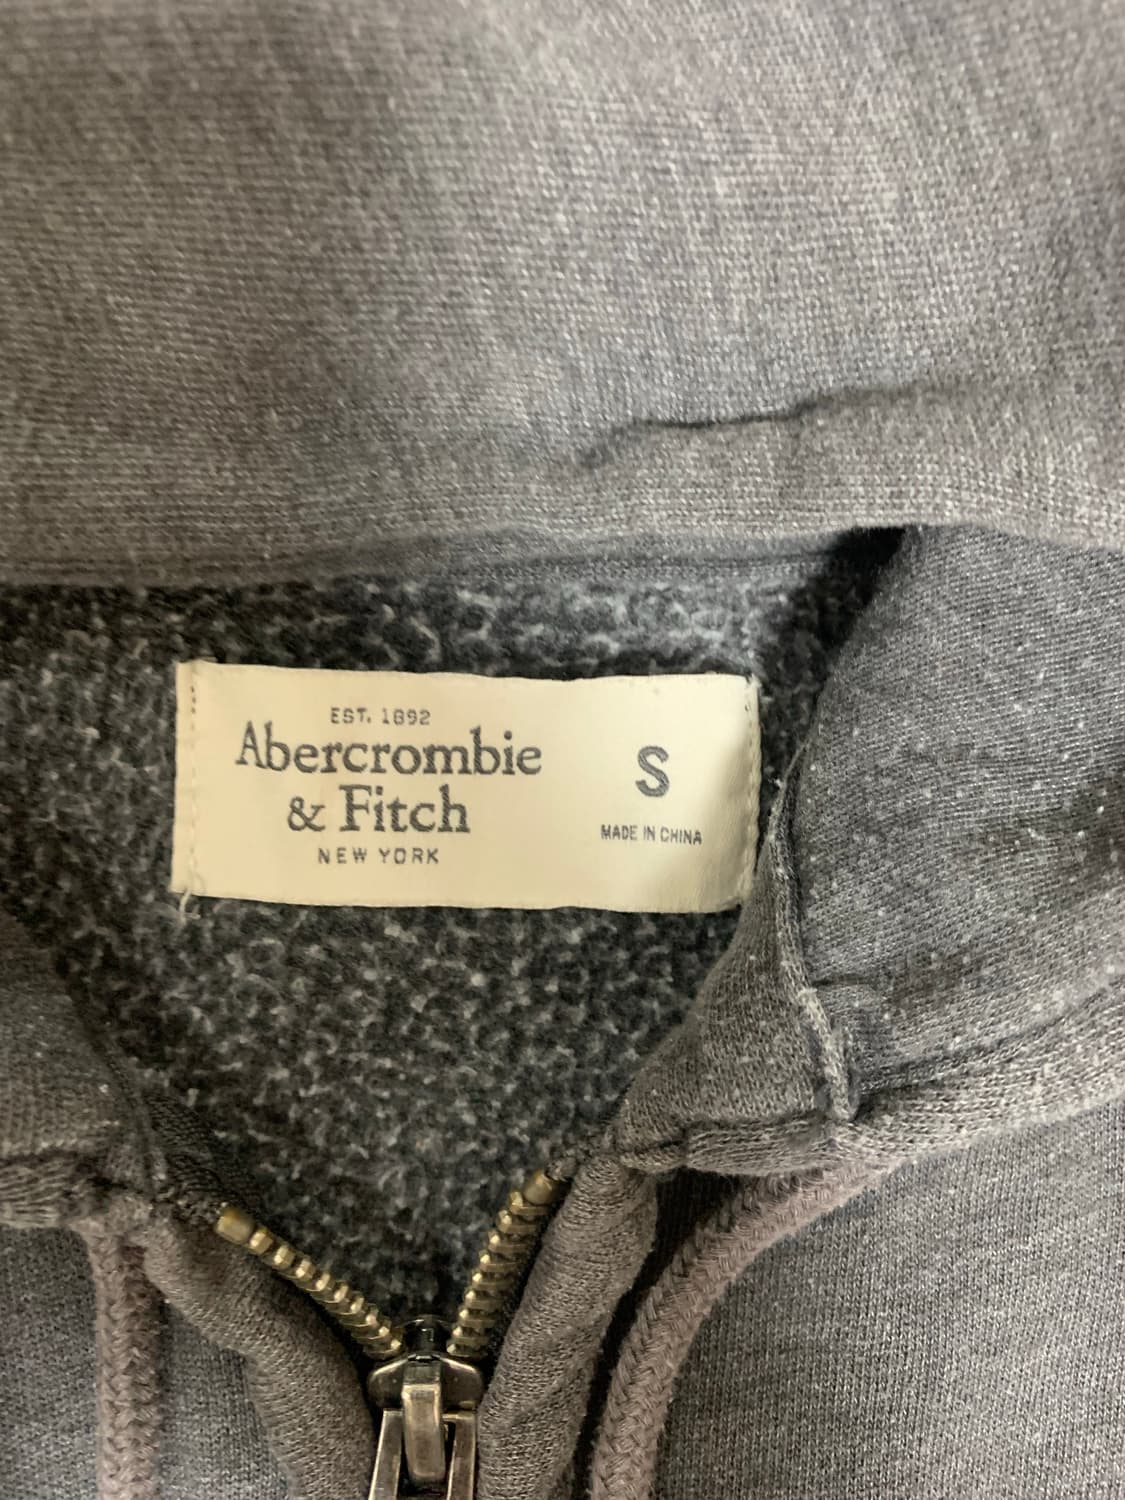 EST. 1892
Abercrombie
& Fitch
NEW YORK
S
MADE IN CHINA